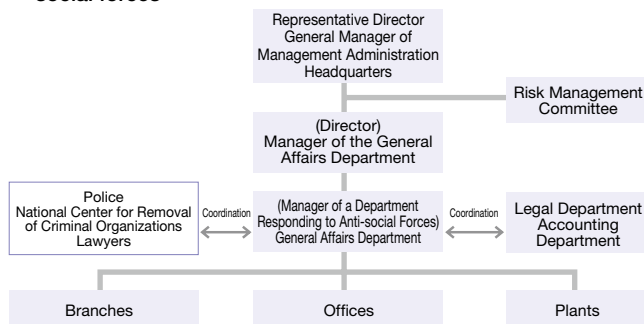 social forces
Representative Director
General Manager of
Management Administration
Headquarters
Risk Management
Committee
(Director)
Manager of the General
Affairs Department
Police
National Center for Removal
of Criminal Organizations
Lawyers
Coordination
(Manager of a Department
Responding to Anti-social Forces)
General Affairs Department
Coordination
Legal Department
Accounting
Department
Branches
Offices
Plants